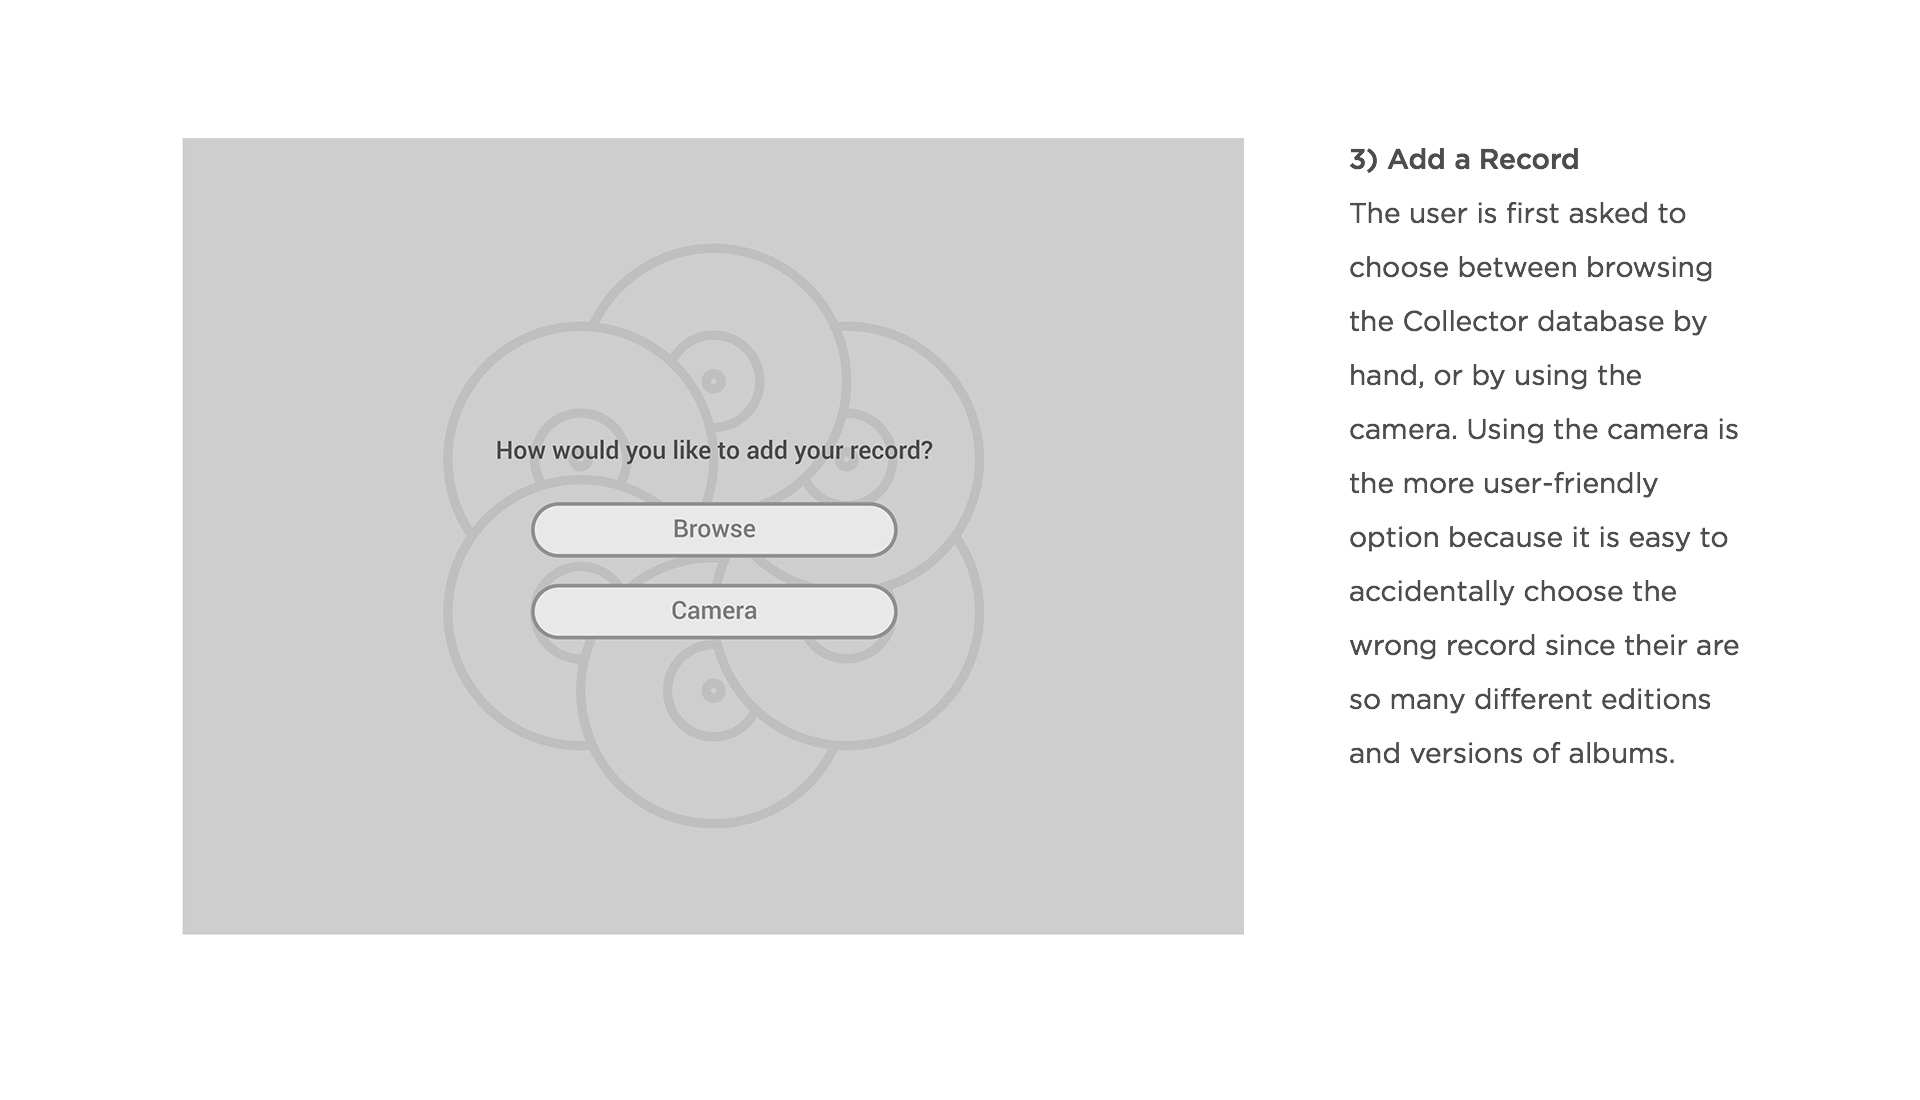 How would you like to add your record?
Browse
Camera
3) Add a Record
The user is first asked to
choose between browsing
the Collector database by
hand, or by using the
camera. Using the camera is
the more user-friendly
option because it is easy to
accidentally choose the
wrong record since their are
so many different editions
and versions of albums.